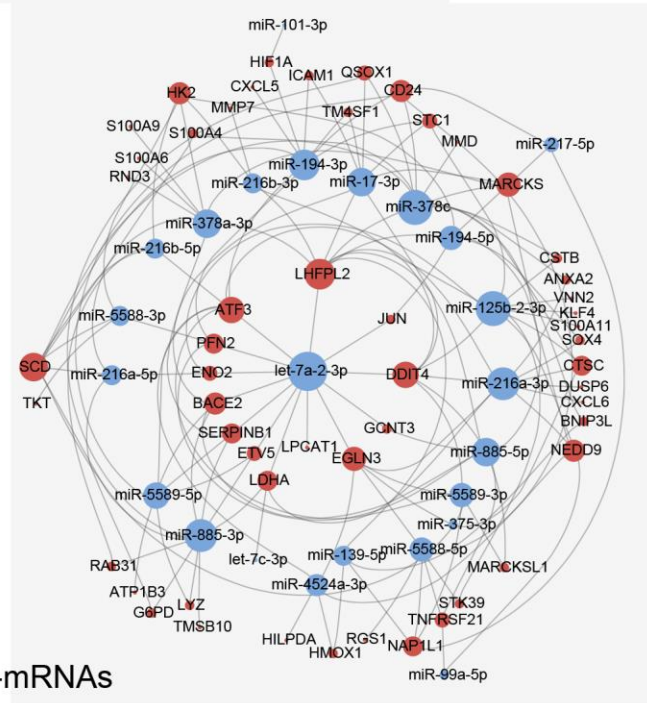 miR-101-3p
HIF1A
ICAM1
QSOX1
HK2
CXCL5
CD24
MMP7
TM4SF1
STC1
S100A9
S100A4
MMD
miR-217-5p
S100A6
miR-194-3p
RND3
miR-216b-3p
miR-17-3p
MARCKS
miR-378c
miR-378a-3p
miR-194-5p
miR-216b-5p
CSTB
LHFPL2
ANXA2
VNN2
ATF3
miR-125b-2-3p
KLF4
miR-5588-3p
JUN
S100A11
SOX4
PFN2
SCD
miR-216a-5p
ENO2
let-7a-2-3p
DDIT4
CTSC
miR-216a-3p
DUSP6
TKT
BACE2
CXCL6
BNIP3L
SERPINB1
GCNT3
LPCAT1
ETV5
EGLN3
miR-885-5p
NEDD9
LDHA
miR-5589-5p
miR-5589-3p
miR-375-3p
miR-885-3p
let-7c-3p
miR-139-5p
miR-5588-5p
RAB31
MARCKSL1
miR-4524a-3p
ATP1B3
LYZ
STK39
G6PD
TNFRSF21
TMSB10
HILPDA
RGS1
NAP1L1
HMOX1
miR-99a-5p
-mRNAs